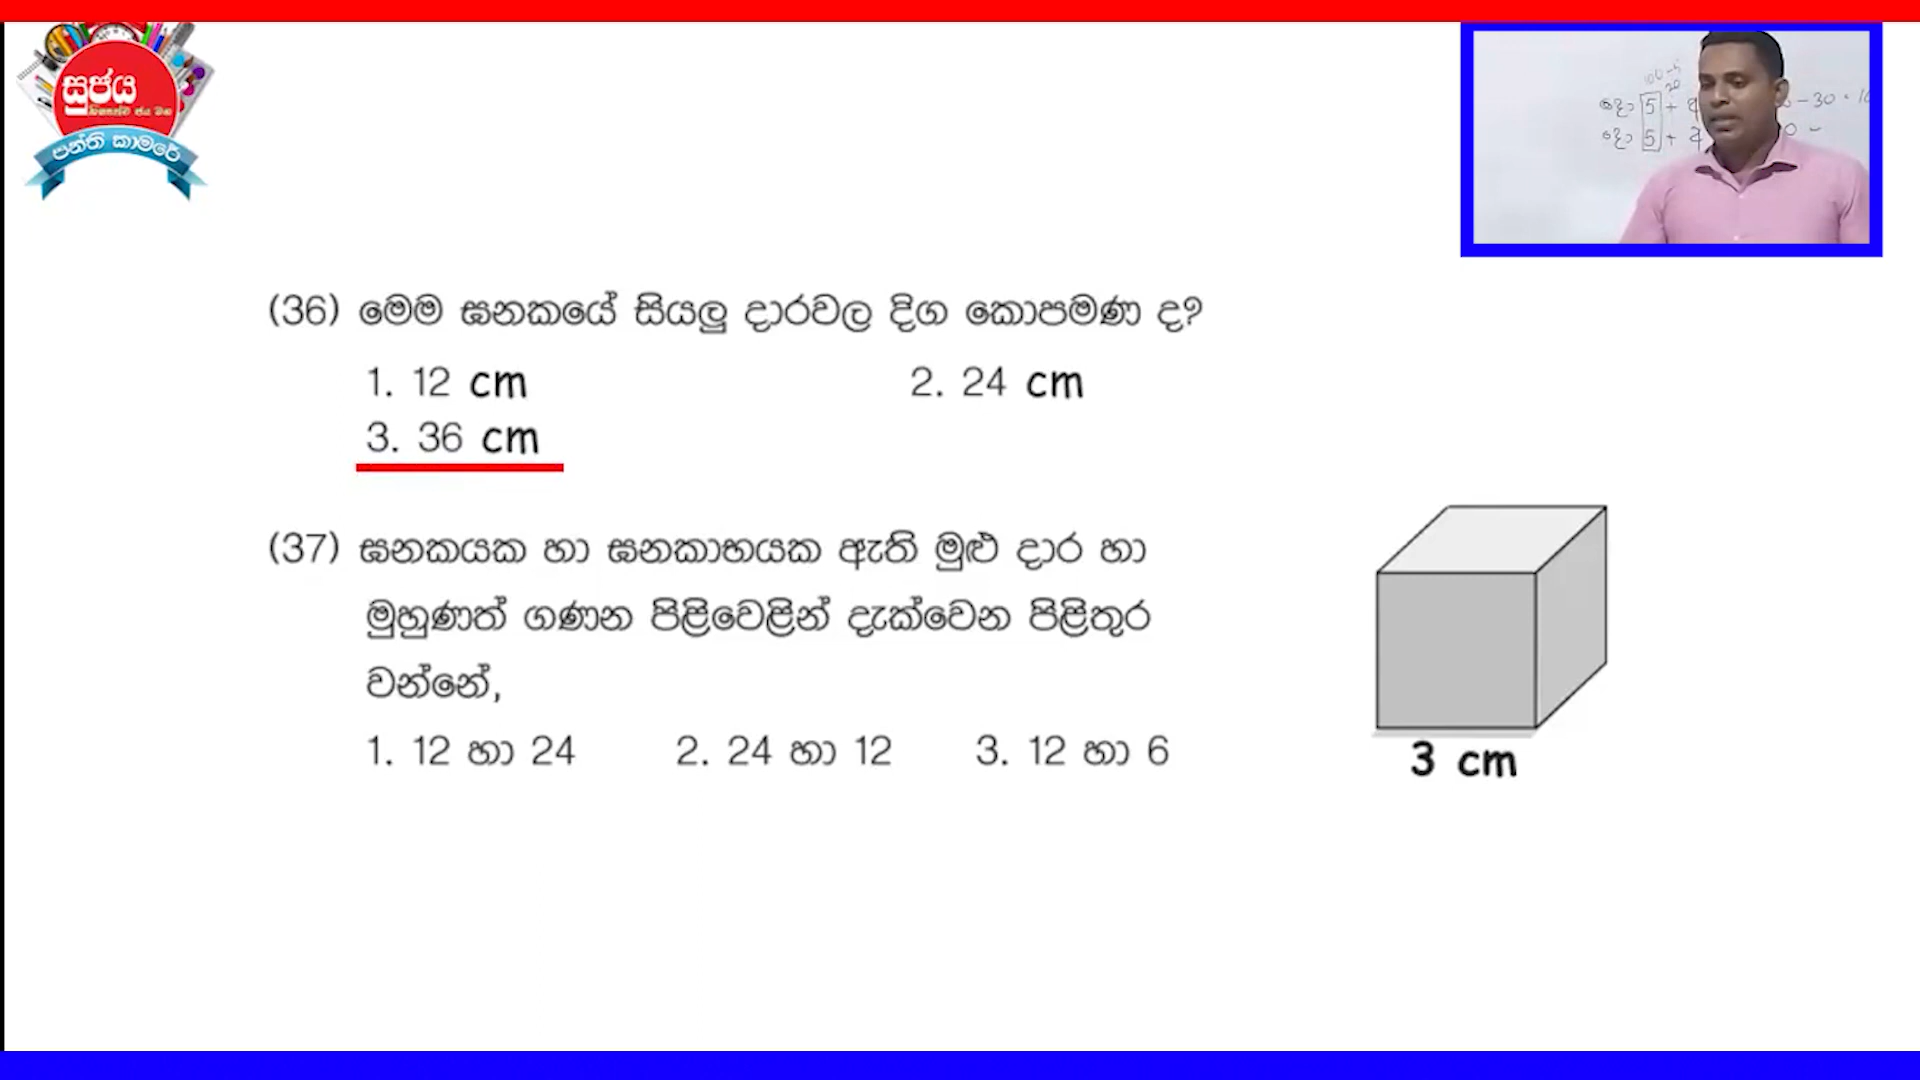 සුජය
පන්ති කාමරේ
(36) මෙම ඝනකයේ සියලු දාරවල දිග කොපමණ ද?
1. 12 cm 2. 24 cm
3. 36 cm
(37) ඝනකයක හා ඝනකාභයක ඇති මුළු දාර හා
මුහුණත් ගණන පිළිවෙළින් දැක්වෙන පිළිතුර
වන්නේ,
1. 12 හා 24 2. 24 හා 12 3. 12 හා 6
3 cm